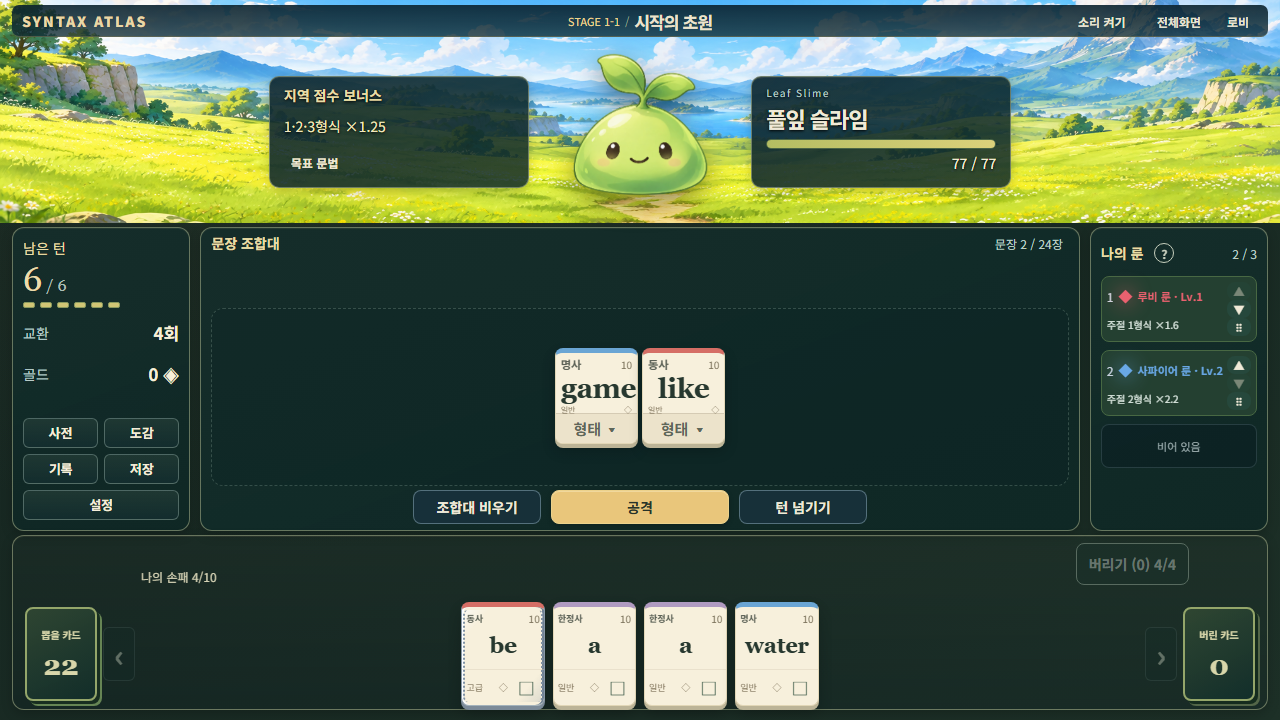 SYNTAX ATLAS
STAGE 1-1 / 시작의 초원
소리 켜기 전체화면 로비
지역 점수 보너스
1·2·3형식 ×1.25
목표 문법
Leaf Slime
풀잎 슬라임
77 / 77
남은 턴
6 / 6
교환 4회
골드 0 ◈
사전 도감
기록 저장
설정
문장 조합대
문장 2 / 24장
명사 10
game
일반 ◇
형태 ▼
동사 10
like
일반 ◇
형태 ▼
조합대 비우기 공격 턴 넘기기
나의 룬 ? 2 / 3
1 ◆ 루비 룬 · Lv.1
주절 1형식 ×1.6
2 ◆ 사파이어 룬 · Lv.2
주절 2형식 ×2.2
비어 있음
나의 손패 4/10
버리기 (0) 4/4
뽑을 카드
22
‹
동사 10
be
고급 ◇
한정사 10
a
일반 ◇
한정사 10
a
일반 ◇
명사 10
water
일반 ◇
›
버린 카드
0